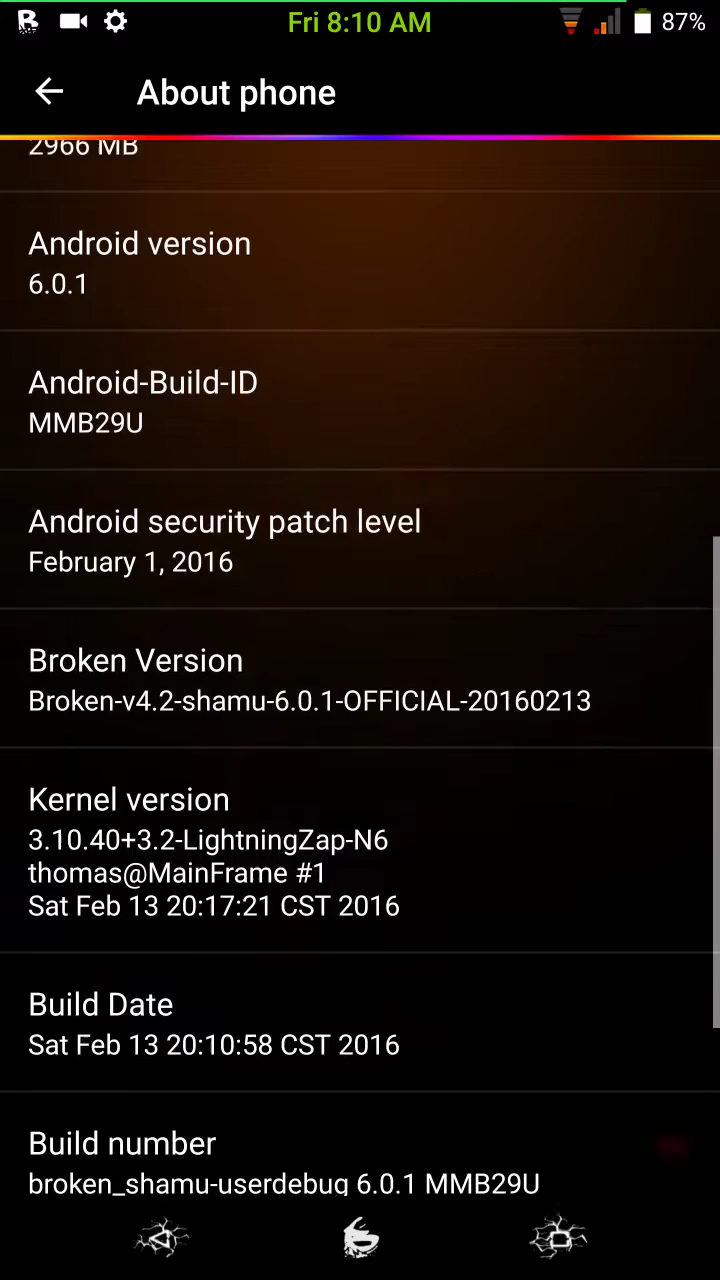 Fri 8:10 AM
87%
About phone
2966 MB
Android version
6.0.1
Android-Build-ID
MMB29U
Android security patch level
February 1, 2016
Broken Version
Broken-v4.2-shamu-6.0.1-OFFICIAL-20160213
Kernel version
3.10.40+3.2-LightningZap-N6
thomas@MainFrame #1
Sat Feb 13 20:17:21 CST 2016
Build Date
Sat Feb 13 20:10:58 CST 2016
Build number
broken_shamu-userdebug 6.0.1 MMB29U